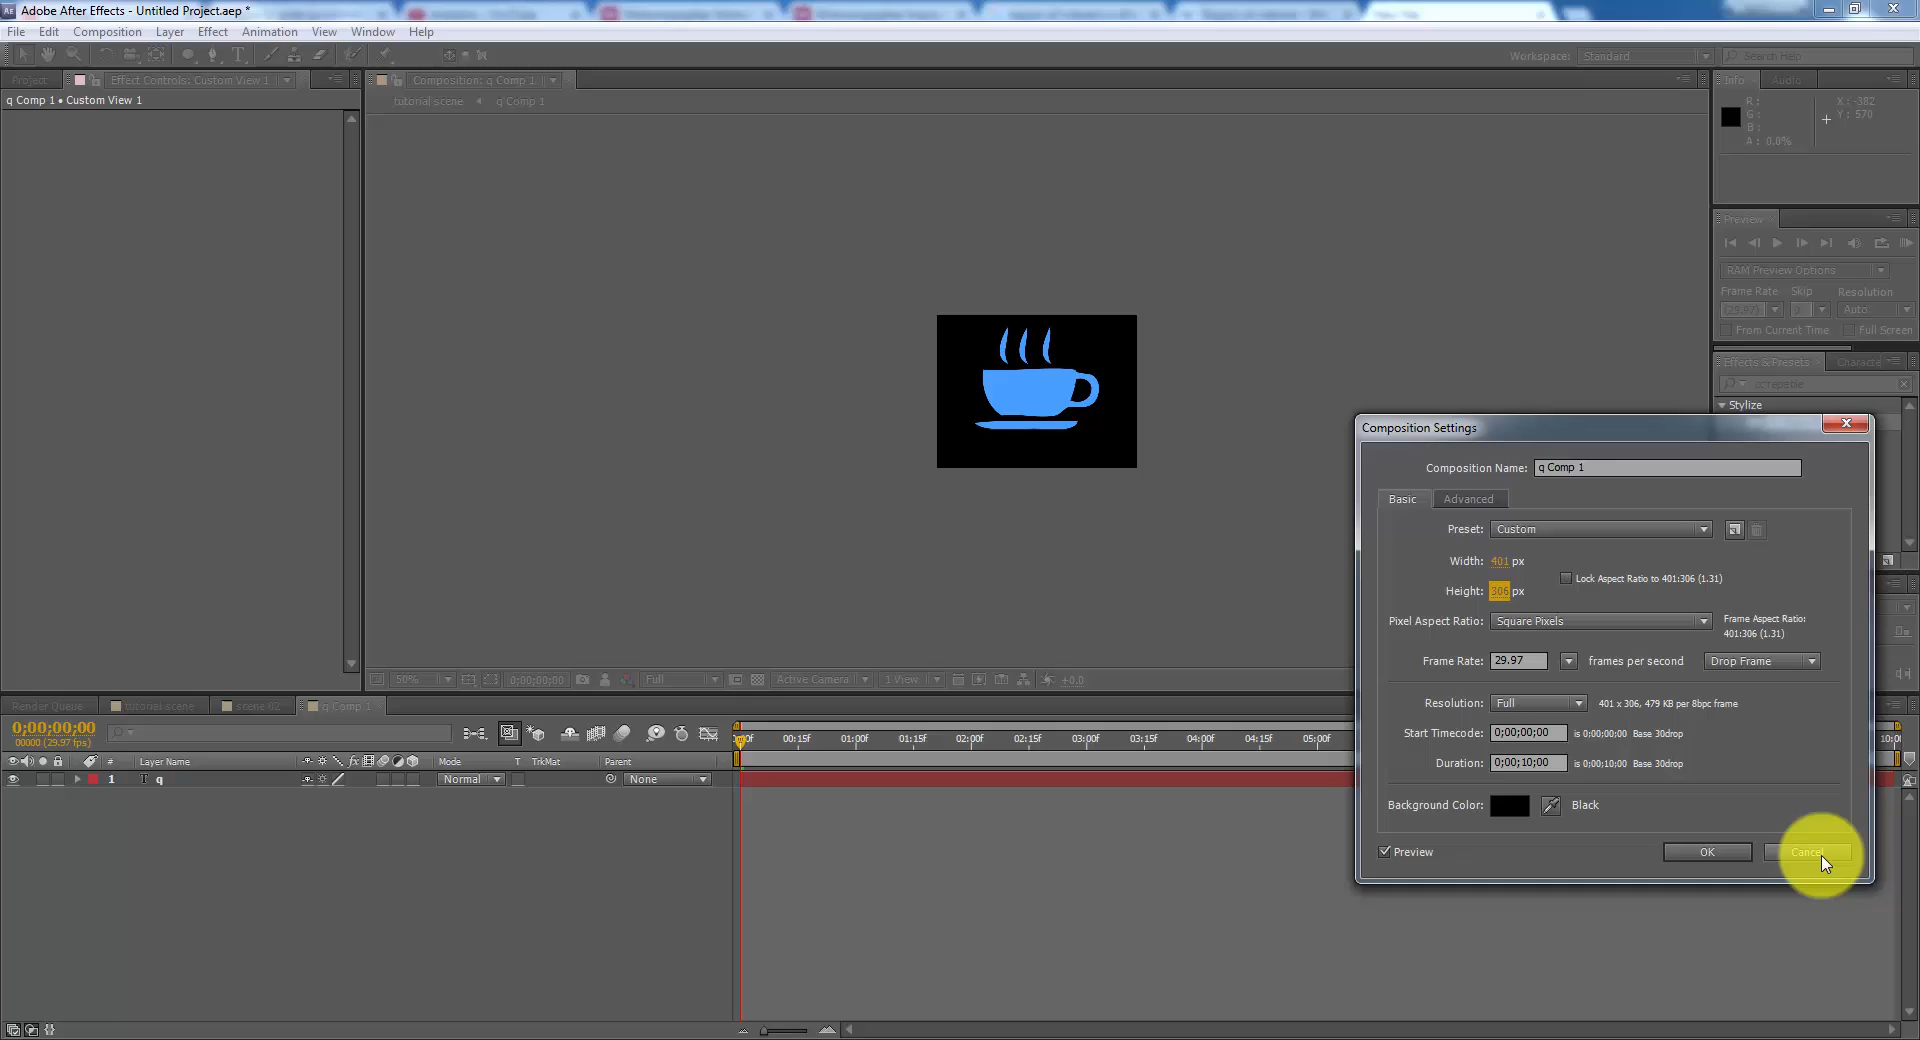 Adobe After Effects - Untitled Project.aep *
File Edit Composition Layer Effect Animation View Window Help
Workspace: Standard Search Help
Project Effect Controls: Custom View 1 Composition: q Comp 1 Info Audio
q Comp 1 • Custom View 1
tutorial scene q Comp 1
R :
G :
B :
A : 0.0%
X : -382
Y : 570
Preview
RAM Preview Options
Frame Rate Skip Resolution
(29.97) 0 Auto
From Current Time Full Screen
Effects & Presets Characte
Stylize
Composition Settings
Composition Name: q Comp 1
Basic Advanced
Preset: Custom
Width: 401 px
Lock Aspect Ratio to 401:306 (1.31)
Height: 306 px
Pixel Aspect Ratio: Square Pixels
Frame Aspect Ratio:
401:306 (1.31)
Frame Rate: 29.97 frames per second Drop Frame
Resolution: Full 401 x 306, 479 KB per 8bpc frame
Start Timecode: 0;00;00;00 is 0;00;00;00 Base 30drop
Duration: 0;00;10;00 is 0;00;10;00 Base 30drop
Background Color: Black
Preview OK Cancel
50% 0;00;00;00 Full Active Camera 1 View +0.0
Render Queue tutorial scene scene 02 q Comp 1
0;00;00;00
00000 (29.97 fps)
00:15f 01:00f 01:15f 02:00f 02:15f 03:00f 03:15f 04:00f 04:15f 05:00f
# Layer Name Mode T TrkMat Parent
1 T q Normal None